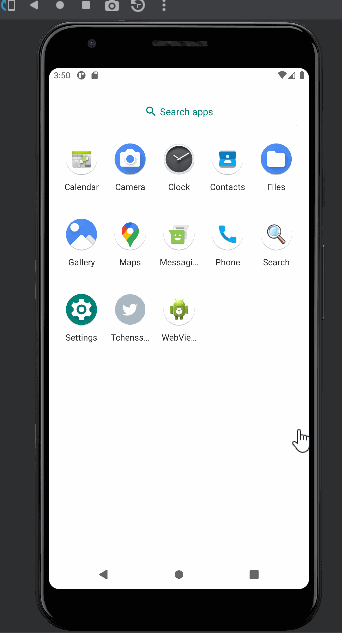 3:50
Search apps
Calendar Camera Clock Contacts Files
Gallery Maps Messagi... Phone Search
Settings Tchenss... WebVie...